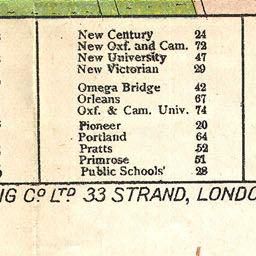 New Century 24
New Oxf. and Cam. 72
New University 47
New Victorian 29
Omega Bridge 42
Orleans 67
Oxf. & Cam. Univ. 74
Pioneer 20
Portland 64
Pratts 52
Primrose 51
Public Schools' 28
G Co LTD 33 STRAND, LONDO